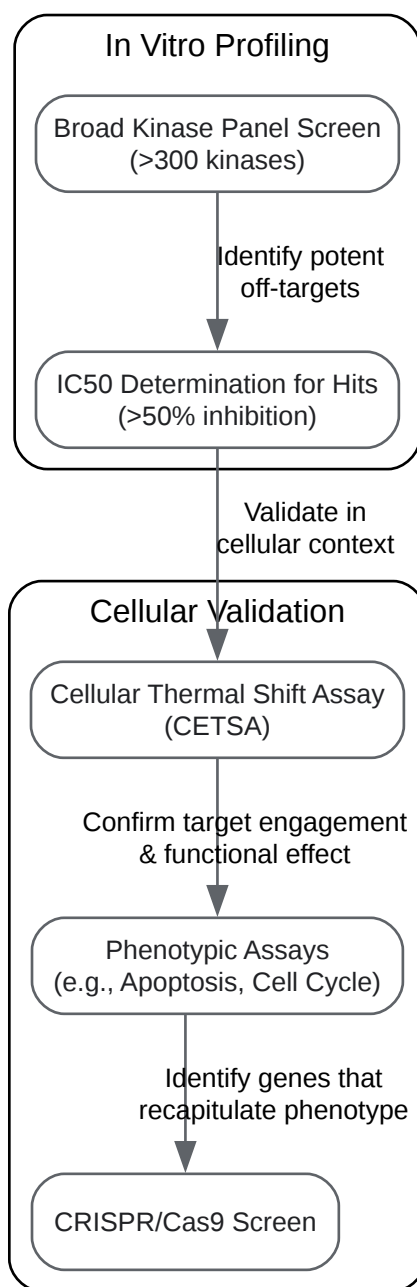 In Vitro Profiling
Broad Kinase Panel Screen
(>300 kinases)
Identify potent
off-targets
IC50 Determination for Hits
(>50% inhibition)
Validate in
cellular context
Cellular Validation
Cellular Thermal Shift Assay
(CETSA)
Confirm target engagement
& functional effect
Phenotypic Assays
(e.g., Apoptosis, Cell Cycle)
Identify genes that
recapitulate phenotype
CRISPR/Cas9 Screen